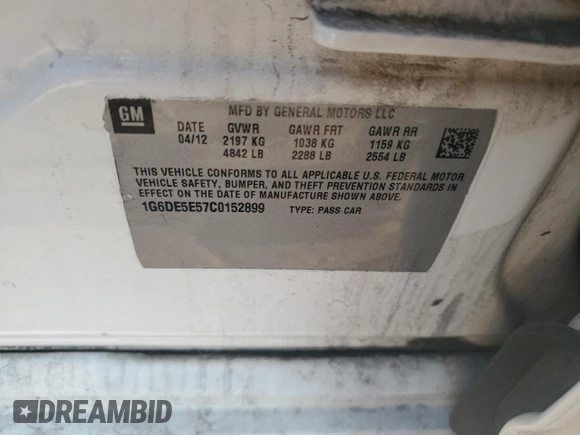 GM
MFD BY GENERAL MOTORS LLC
DATE GVWR GAWR FRT GAWR RR
04/12 2197 KG 1038 KG 1159 KG
4842 LB 2288 LB 2554 LB
THIS VEHICLE CONFORMS TO ALL APPLICABLE U.S. FEDERAL MOTOR
VEHICLE SAFETY, BUMPER, AND THEFT PREVENTION STANDARDS
IN EFFECT ON THE DATE OF MANUFACTURE SHOWN ABOVE.
1G6DE5E57C0152899 TYPE: PASS CAR
DREAMBID